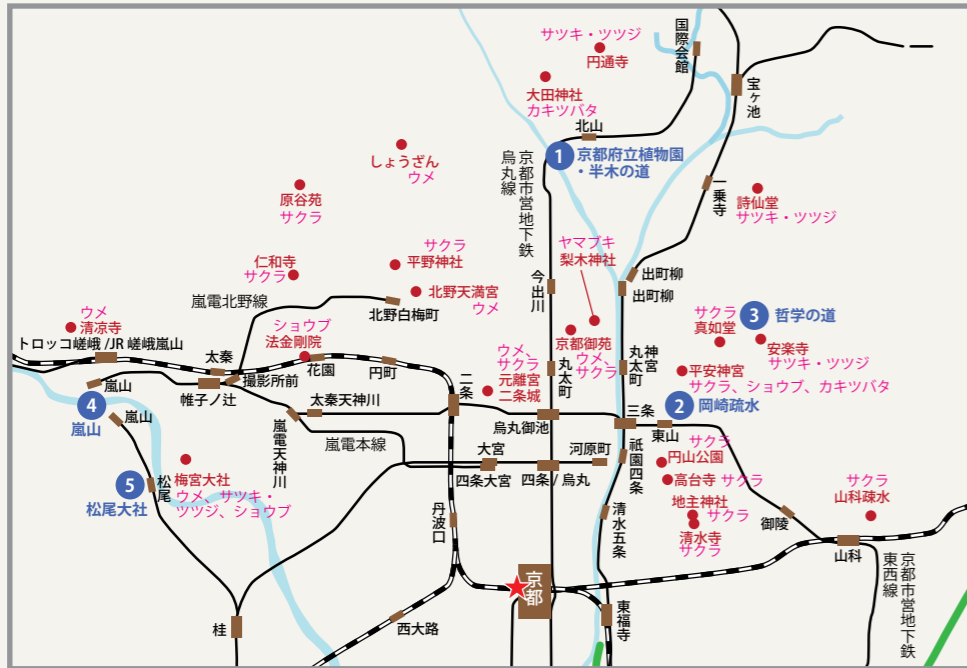 サツキ・ツツジ
円通寺
国際会館
大田神社
カキツバタ
宝ヶ池
北山
1
京都府立植物園
・半木の道
しょうざん
ウメ
京都市営地下鉄
烏丸線
一乗寺
原谷苑
サクラ
詩仙堂
サツキ・ツツジ
サクラ
平野神社
ヤマブキ
梨木神社
仁和寺
サクラ
北野天満宮
ウメ
嵐電北野線
北野白梅町
今出川
出町柳
出町柳
3
哲学の道
サクラ
真如堂
安楽寺
サツキ・ツツジ
ウメ
清凉寺
トロッコ嵯峨/JR 嵯峨嵐山
ショウブ
法金剛院
太秦
撮影所前
花園
円町
京都御苑
ウメ、
サクラ
丸太町
神宮
丸太町
平安神宮
サクラ、ショウブ、カキツバタ
ウメ、
サクラ
元離宮
二条城
二条
嵐山
4
嵐山
嵐山
帷子ノ辻
太秦天神川
嵐電天神川
嵐電本線
烏丸御池
三条
2
岡崎疏水
東山
大宮
四条大宮
四条/烏丸
河原町
祇園四条
サクラ
円山公園
高台寺
サクラ
5
松尾大社
松尾
梅宮大社
ウメ、サツキ・
ツツジ、ショウブ
丹波口
清水五条
地主神社
サクラ
清水寺
サクラ
御陵
サクラ
山科疏水
山科
京都市営地下鉄
東西線
京都
東福寺
西大路
桂